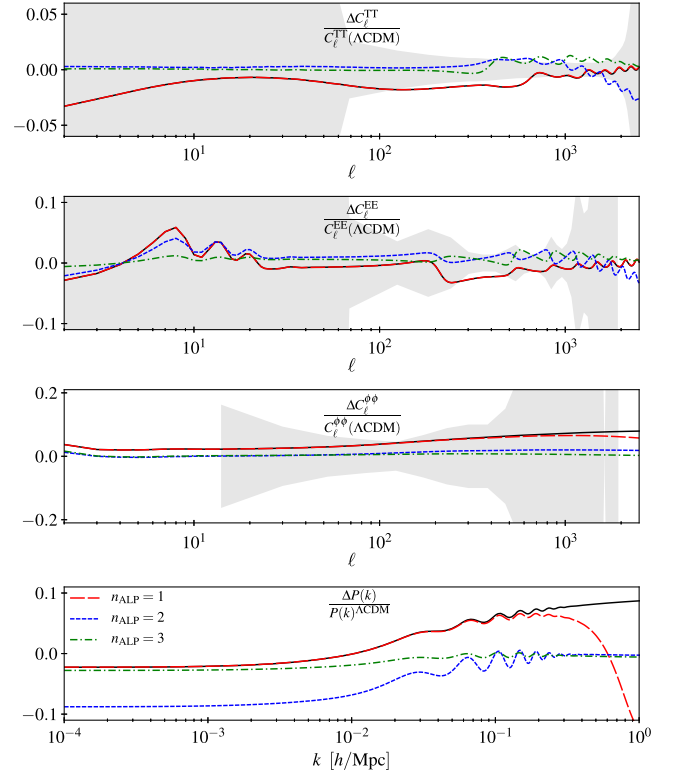 0.05
0.00
−0.05
ΔC_ℓ^TT
C_ℓ^TT(ΛCDM)
10^1 10^2 10^3
ℓ
0.1
0.0
−0.1
ΔC_ℓ^EE
C_ℓ^EE(ΛCDM)
10^1 10^2 10^3
ℓ
0.2
0.0
−0.2
ΔC_ℓ^ϕϕ
C_ℓ^ϕϕ(ΛCDM)
10^1 10^2 10^3
ℓ
0.1
0.0
−0.1
n_ALP = 1
n_ALP = 2
n_ALP = 3
ΔP(k)
P(k)^ΛCDM
10^−4 10^−3 10^−2 10^−1 10^0
k [h/Mpc]